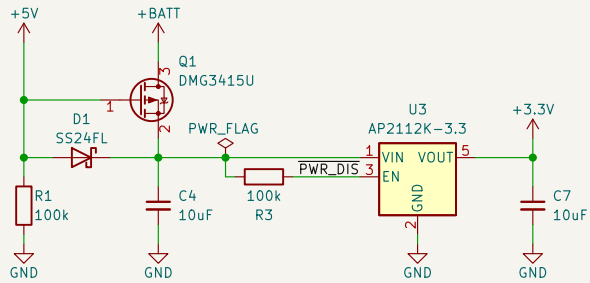 +5V
+BATT
3
Q1
DMG3415U
1
2
D1
SS24FL
PWR_FLAG
U3
AP2112K-3.3
+3.3V
1 VIN VOUT 5
PWR_DIS 3 EN
GND
2
R1
100k
C4
10uF
100k
R3
C7
10uF
GND
GND
GND
GND